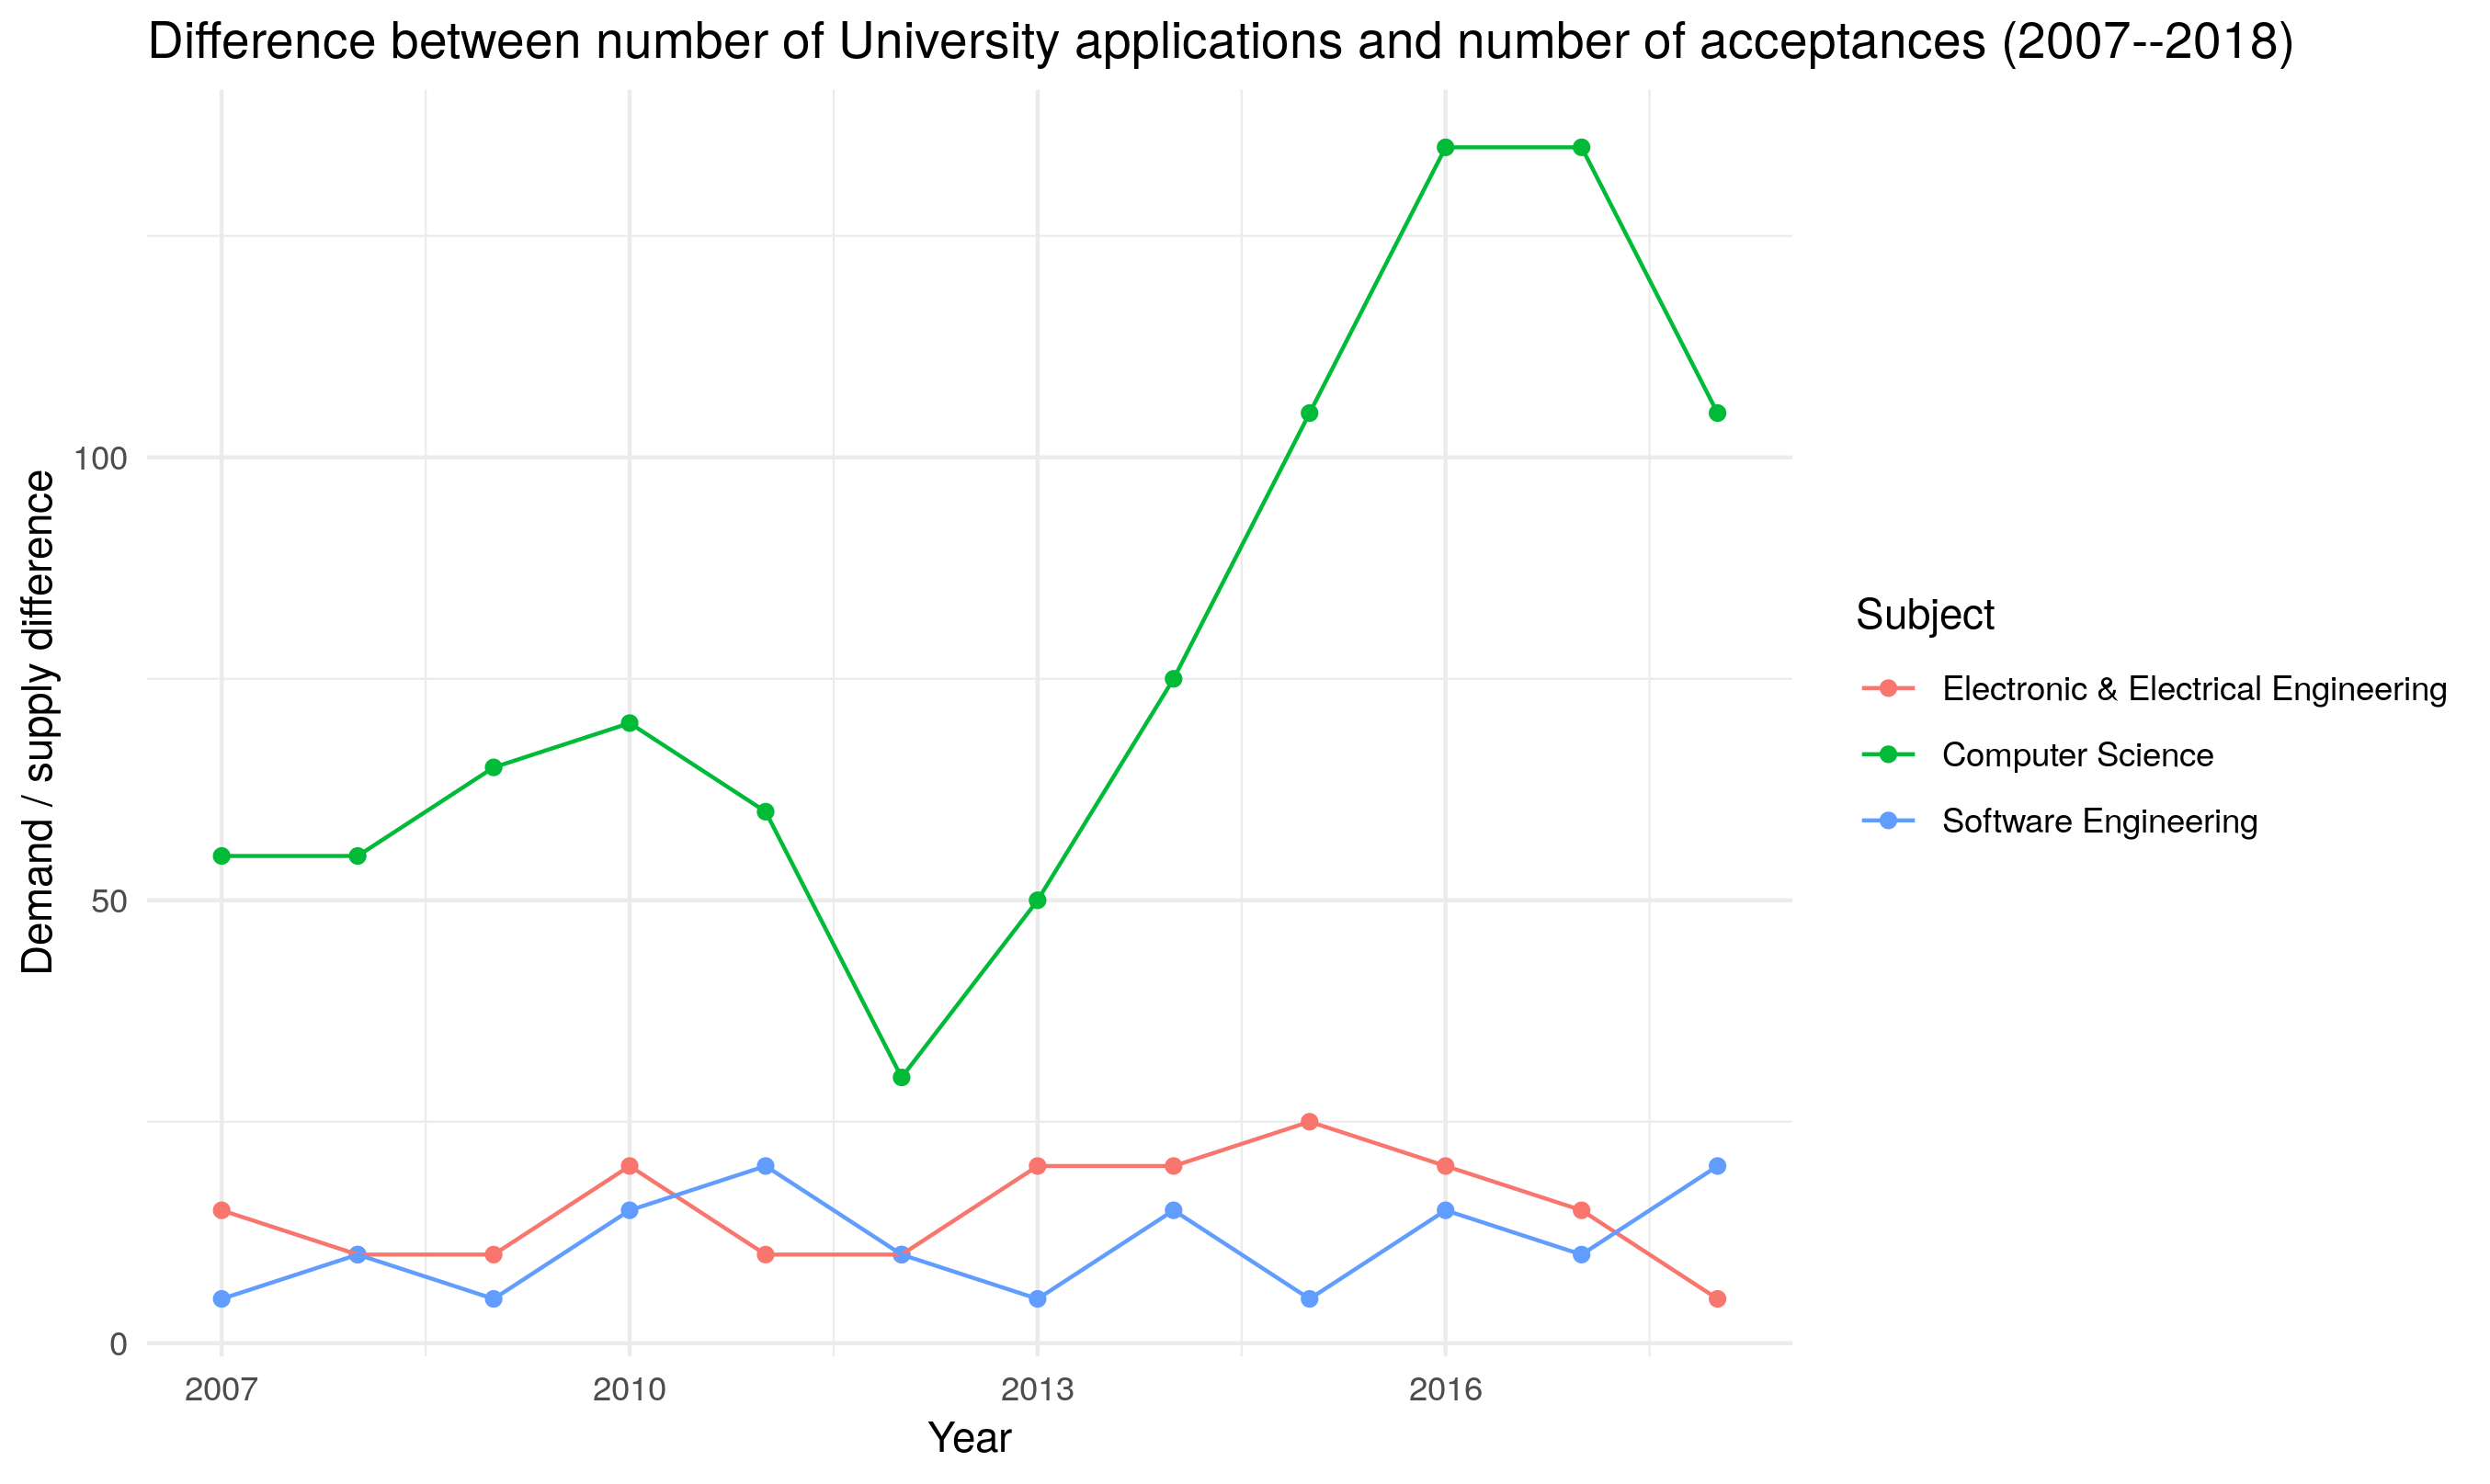 Difference between number of University applications and number of acceptances (2007--2018)
Demand / supply difference
100
50
0
2007
2010
2013
2016
Year
Subject
Electronic & Electrical Engineering
Computer Science
Software Engineering